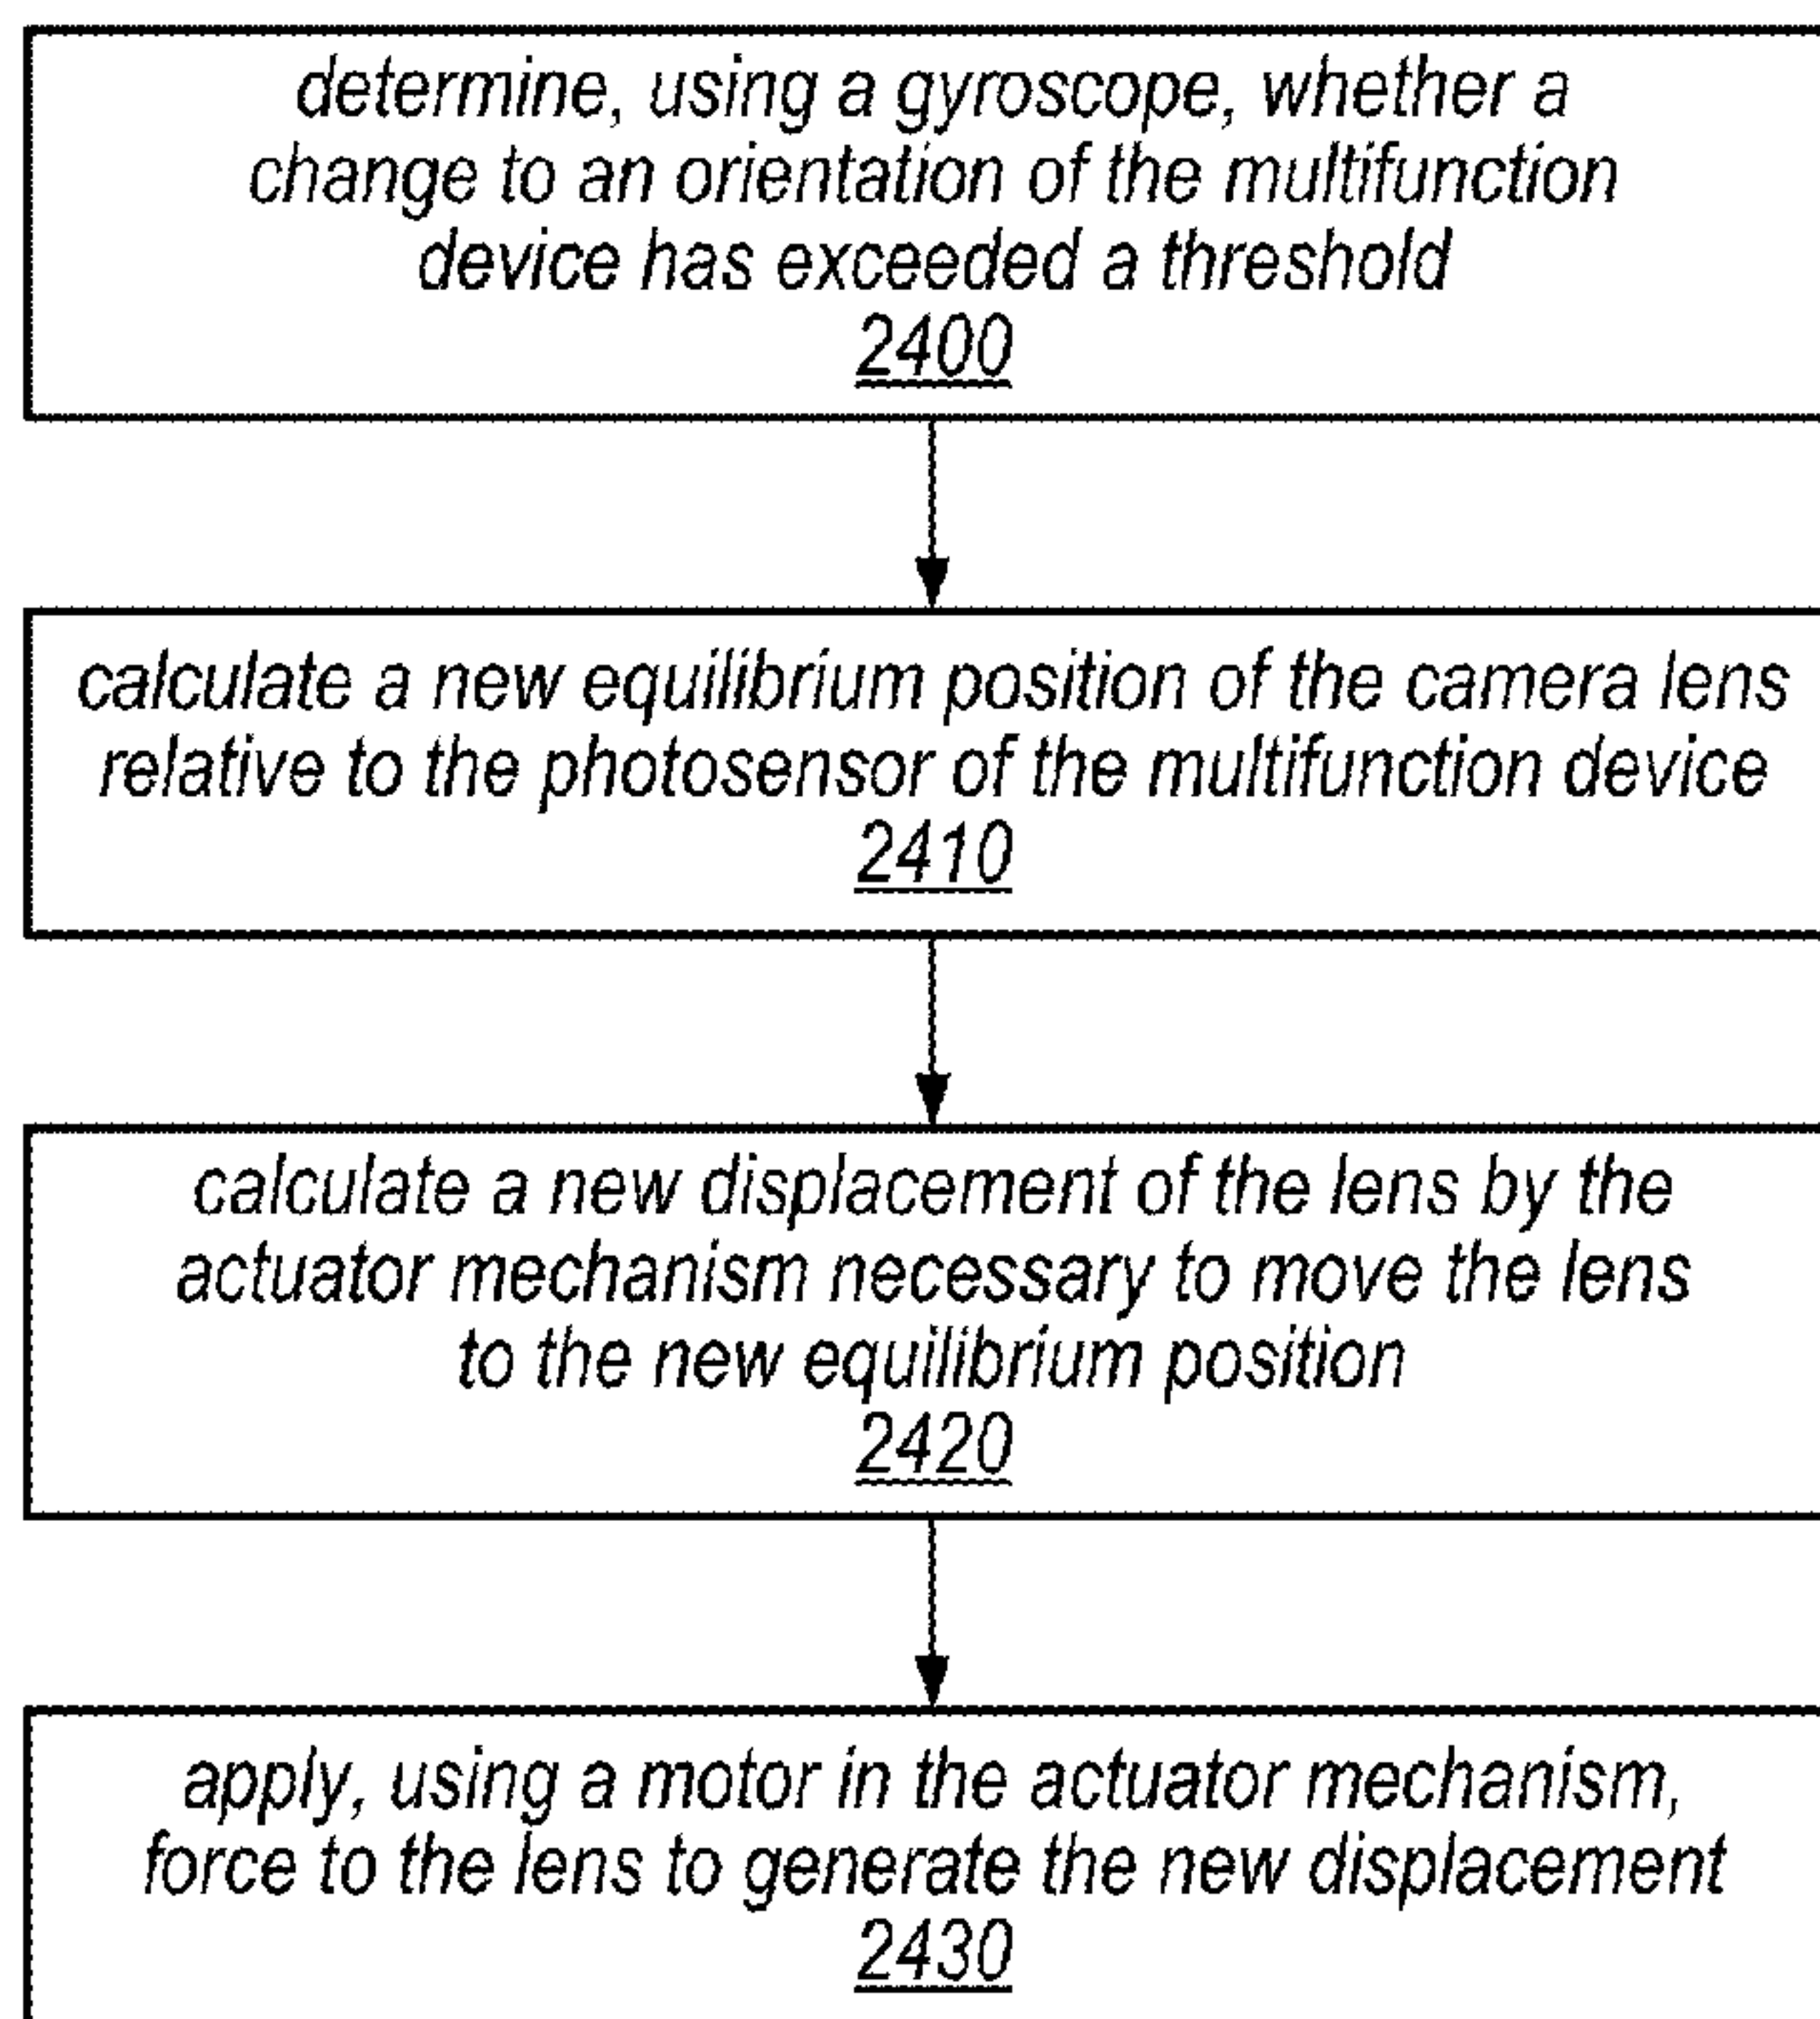 determine, using a gyroscope, whether a
change to an orientation of the multifunction
device has exceeded a threshold
2400
calculate a new equilibrium position of the camera lens
relative to the photosensor of the multifunction device
2410
calculate a new displacement of the lens by the
actuator mechanism necessary to move the lens
to the new equilibrium position
2420
apply, using a motor in the actuator mechanism,
force to the lens to generate the new displacement
2430